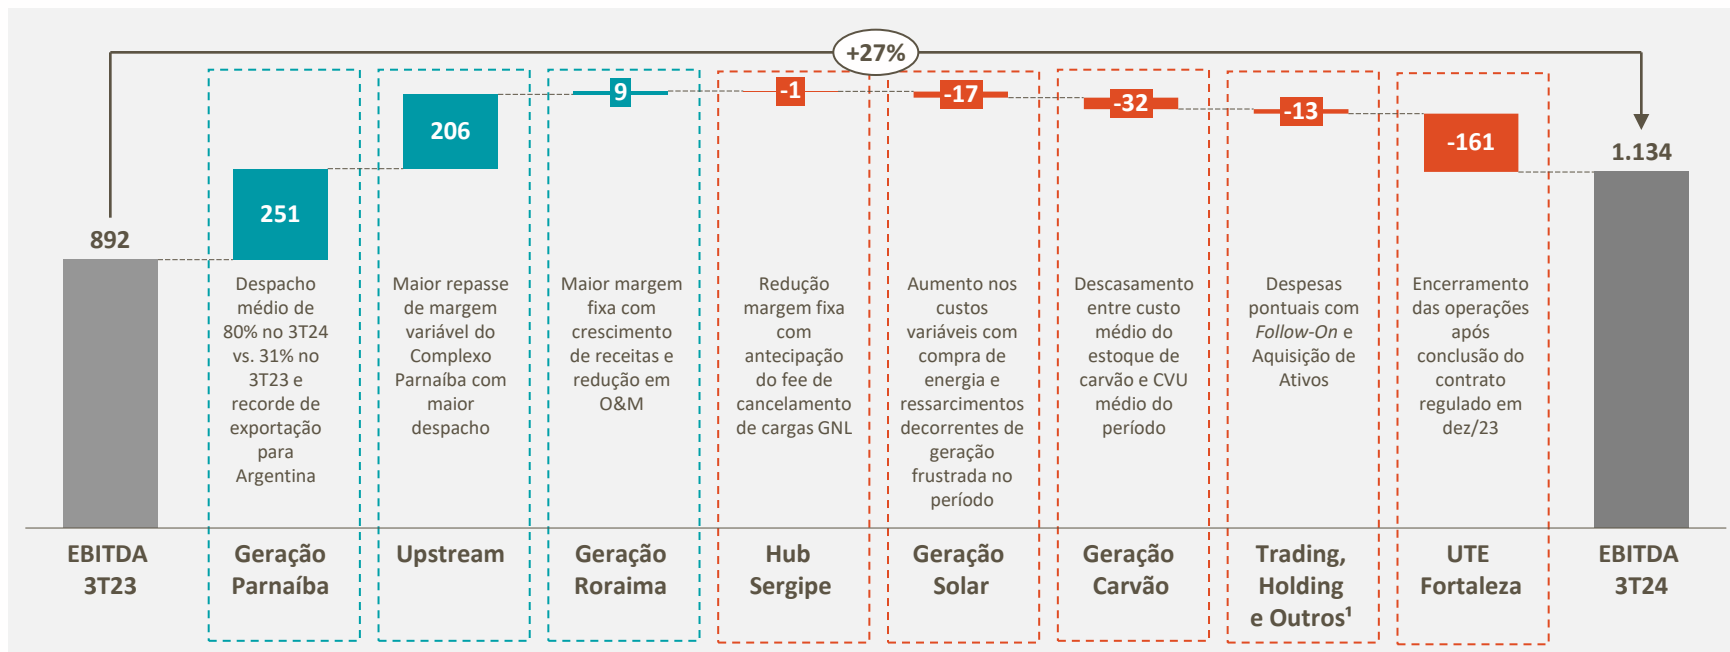 +27%
892
251
206
9
-1
-17
-32
-13
-161
1.134
Despacho
médio de
80% no 3T24
vs. 31% no
3T23 e
recorde de
exportação
para
Argentina
Maior repasse
de margem
variável do
Complexo
Parnaíba com
maior
despacho
Maior margem
fixa com
crescimento
de receitas e
redução em
O&M
Redução
margem fixa
com
antecipação
do fee de
cancelamento
de cargas GNL
Aumento nos
custos
variáveis com
compra de
energia e
ressarcimentos
decorrentes de
geração
frustrada no
período
Descasamento
entre custo
médio do
estoque de
carvão e CVU
médio do
período
Despesas
pontuais com
Follow-On e
Aquisição de
Ativos
Encerramento
das operações
após
conclusão do
contrato
regulado em
dez/23
EBITDA
3T23
Geração
Parnaíba
Upstream
Geração
Roraima
Hub
Sergipe
Geração
Solar
Geração
Carvão
Trading,
Holding
e Outros¹
UTE
Fortaleza
EBITDA
3T24